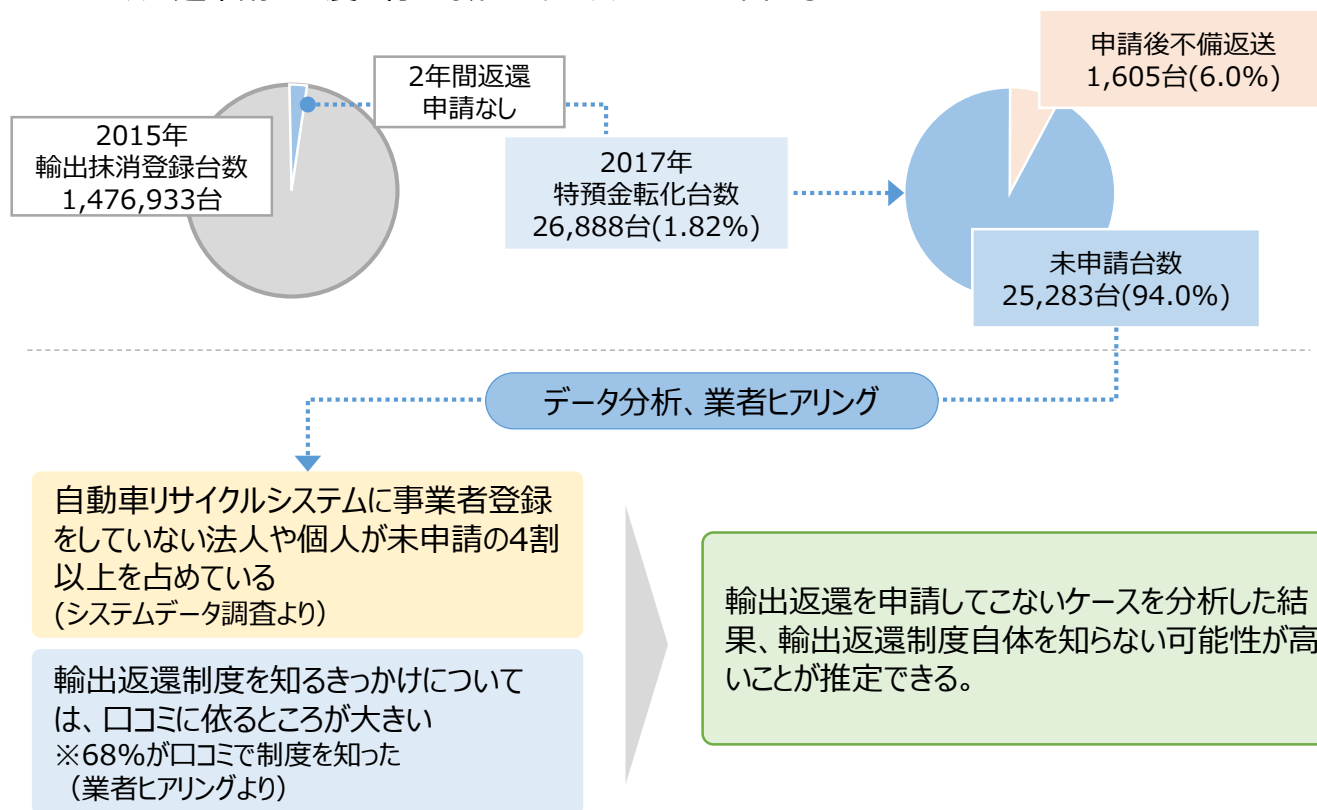 2015年
輸出抹消登録台数
1,476,933台
2年間返還
申請なし
2017年
特預金転化台数
26,888台(1.82%)
申請後不備返送
1,605台(6.0%)
未申請台数
25,283台(94.0%)
データ分析、業者ヒアリング
自動車リサイクルシステムに事業者登録
をしていない法人や個人が未申請の4割
以上を占めている
(システムデータ調査より)
輸出返還制度を知るきっかけについて
は、口コミに依るところが大きい
※68%が口コミで制度を知った
（業者ヒアリングより）
輸出返還を申請してこないケースを分析した結
果、輸出返還制度自体を知らない可能性が高
いことが推定できる。